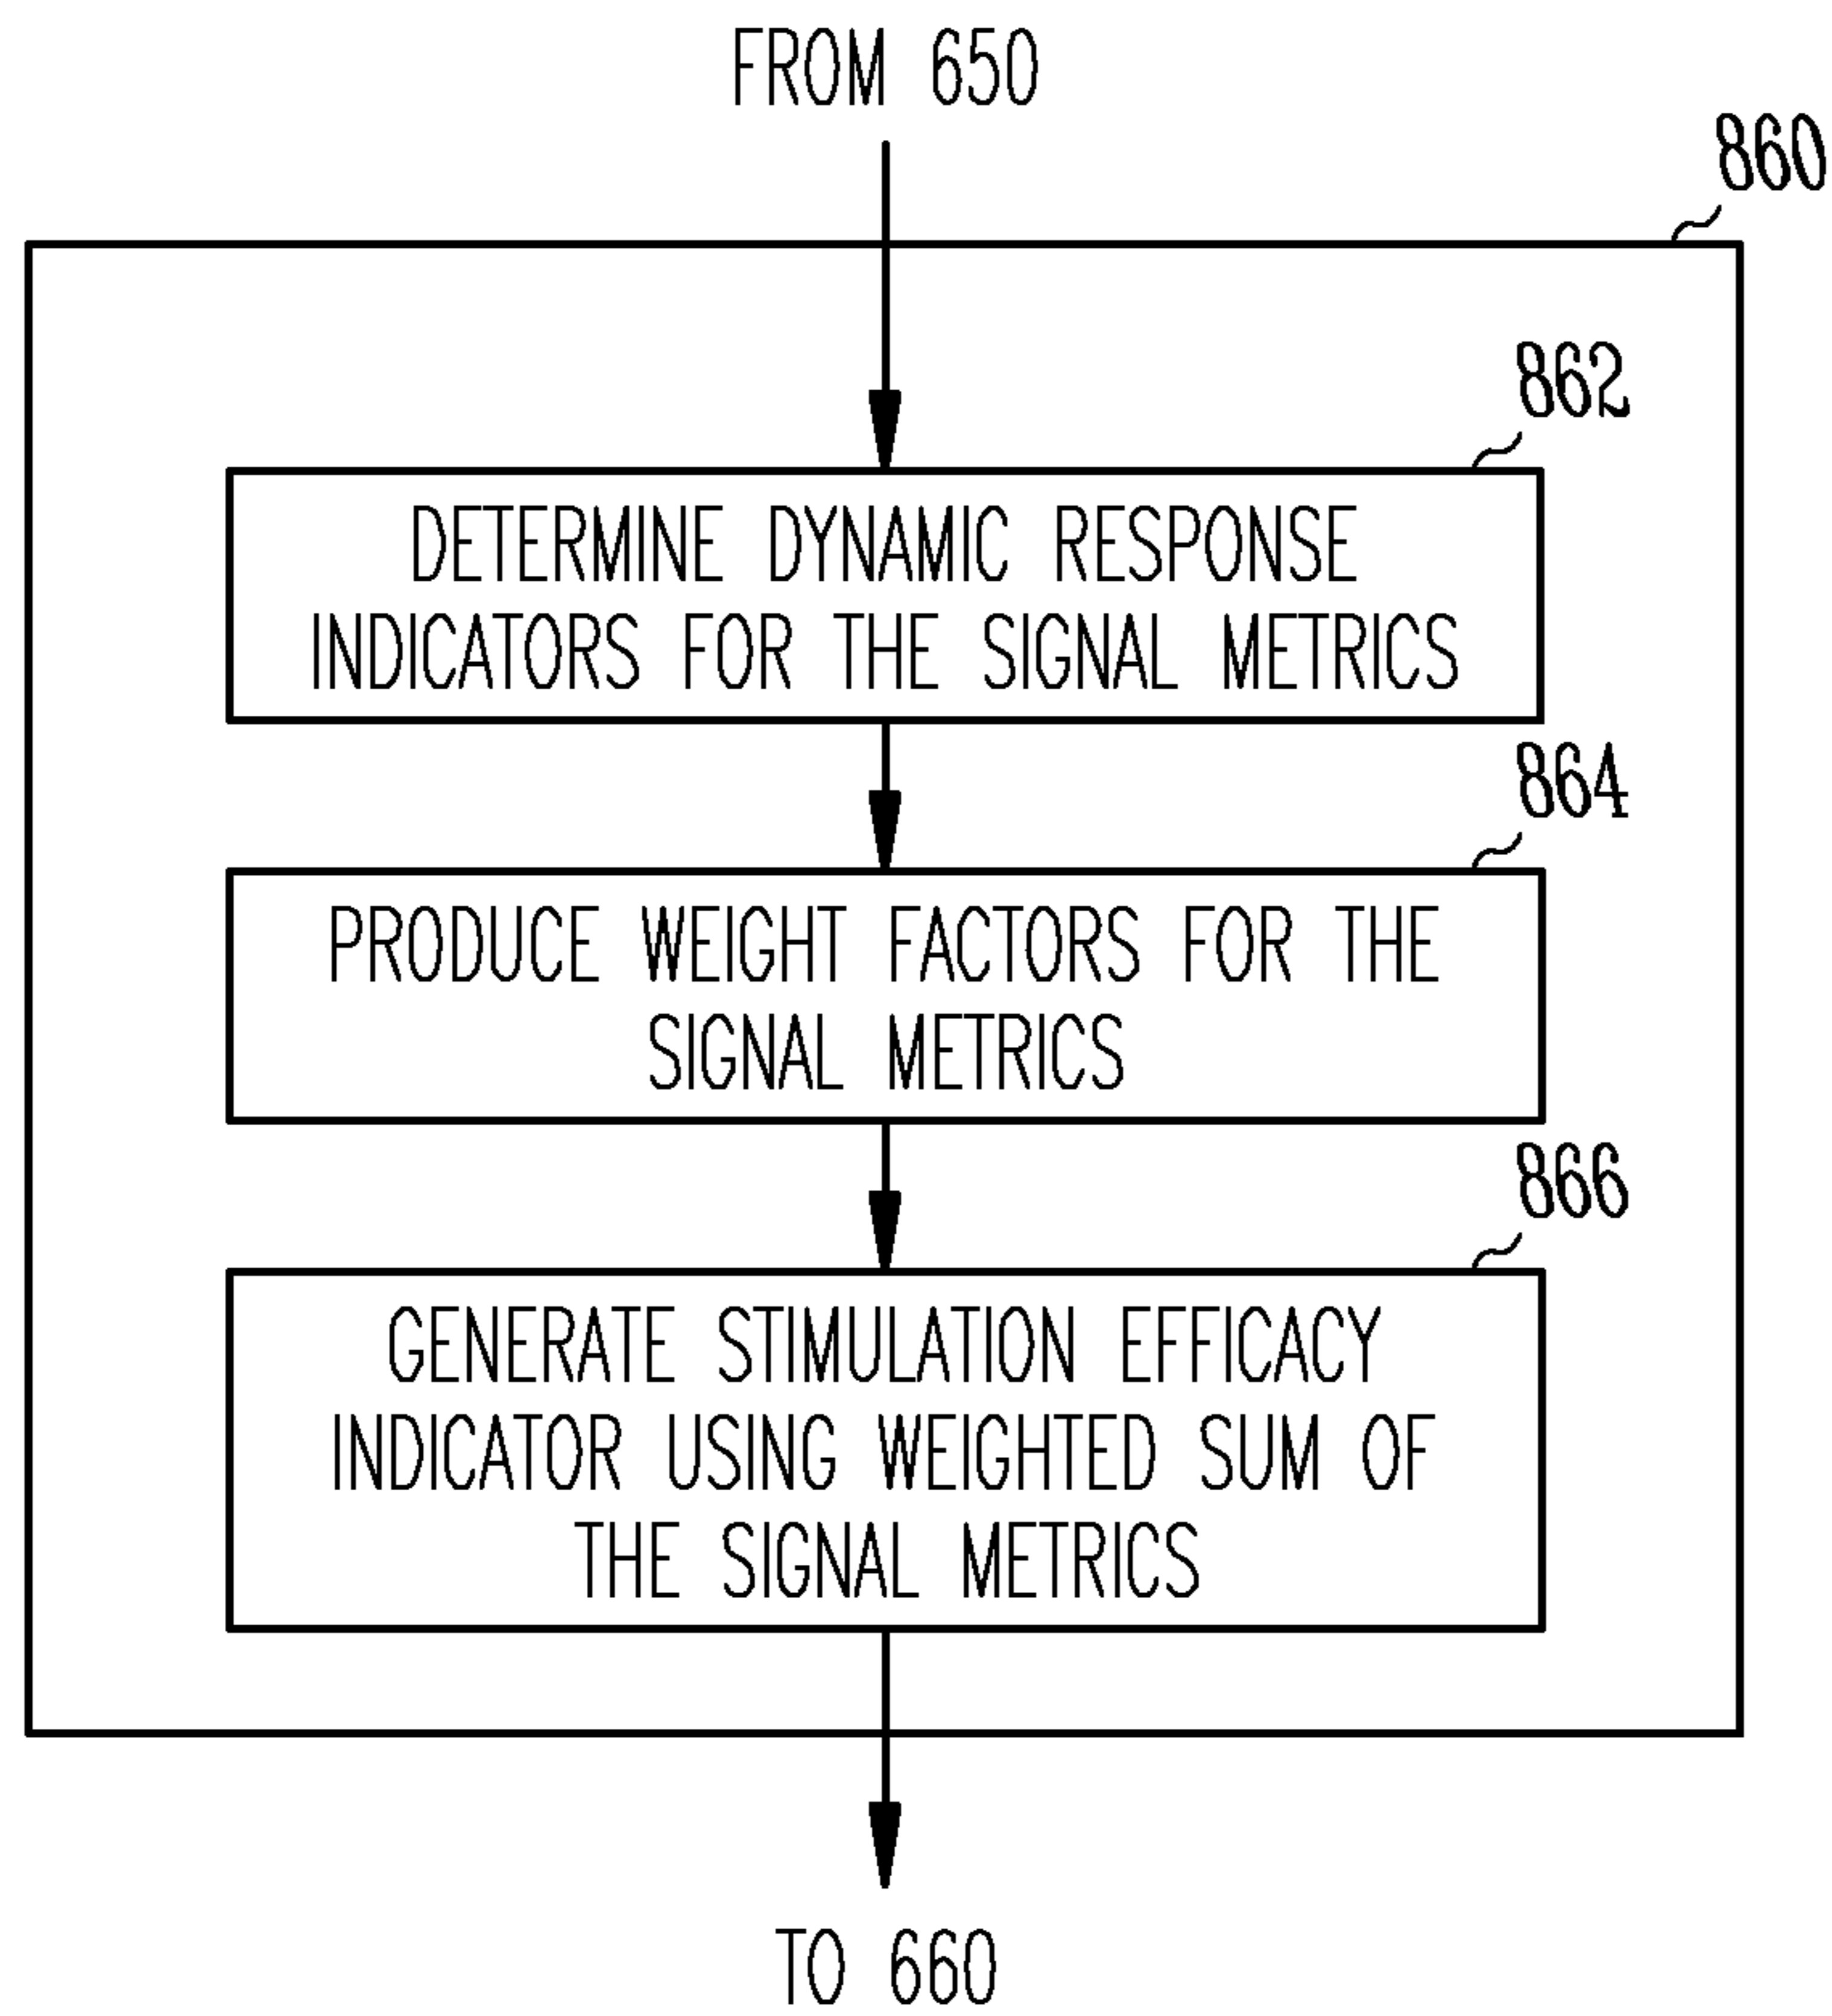 FROM 650
860
862
DETERMINE DYNAMIC RESPONSE
INDICATORS FOR THE SIGNAL METRICS
864
PRODUCE WEIGHT FACTORS FOR THE
SIGNAL METRICS
866
GENERATE STIMULATION EFFICACY
INDICATOR USING WEIGHTED SUM OF
THE SIGNAL METRICS
TO 660